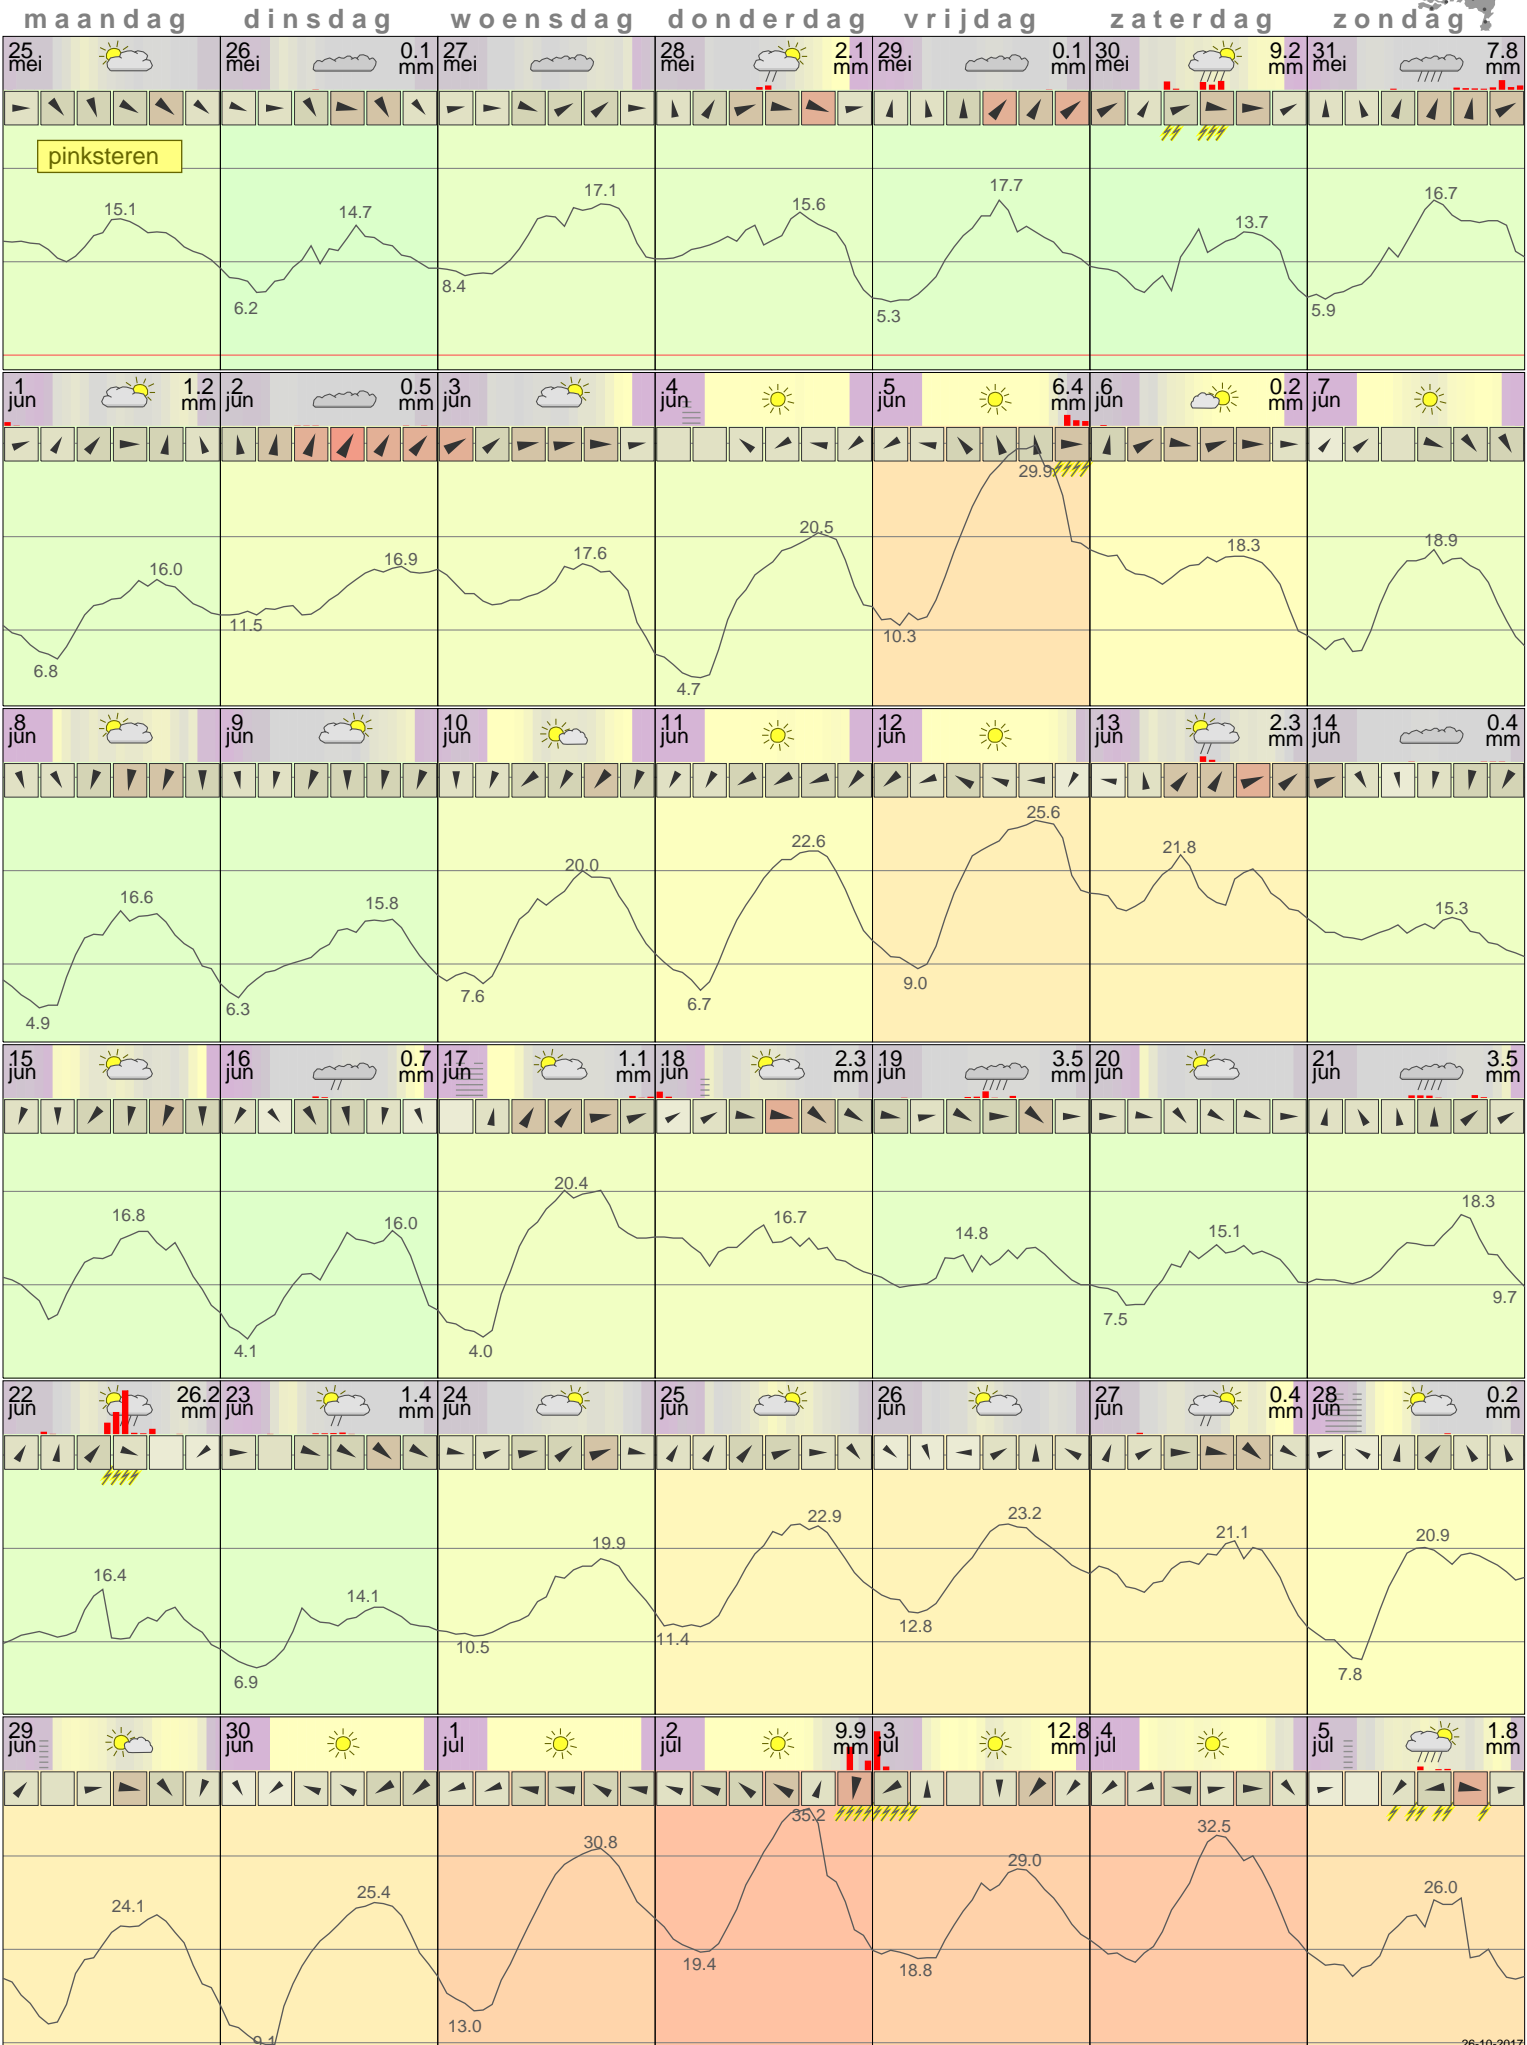 maandag dinsdag woensdag donderdag vrijdag zaterdag zondag
25 26 0.1 27 28 2.1 29 0.1 30 9.2 31 7.8
mei mei mm mei mei mm mei mm mei mm mei mm
pinksteren
15.1 14.7 17.1 15.6 17.7 13.7 16.7
6.2 8.4 5.3 5.9
1 1.2 2 0.5 3 4 5 6.4 6 0.2 7
jun mm jun mm jun jun jun mm jun mm jun
29.9
16.0 16.9 17.6 20.5 18.3 18.9
6.8 11.5 4.7 10.3
8 9 10 11 12 13 2.3 14 0.4
jun jun jun jun jun jun mm jun mm
16.6 15.8 20.0 22.6 25.6 21.8 15.3
4.9 6.3 7.6 6.7 9.0
15 16 0.7 17 1.1 18 2.3 19 3.5 20 21 3.5
jun jun mm jun mm jun mm jun mm jun jun mm
16.8 16.0 20.4 16.7 14.8 15.1 18.3
4.1 4.0 7.5 9.7
22 26.2 23 1.4 24 25 26 27 0.4 28 0.2
jun mm jun mm jun jun jun jun mm jun mm
16.4 14.1 19.9 22.9 23.2 21.1 20.9
6.9 10.5 11.4 12.8 7.8
29 30 1 2 9.9 3 12.8 4 5 1.8
jun jun jul jul mm jul mm jul jul mm
24.1 25.4 30.8 35.2 29.0 32.5 26.0
9.1 13.0 19.4 18.8
26-10-2017